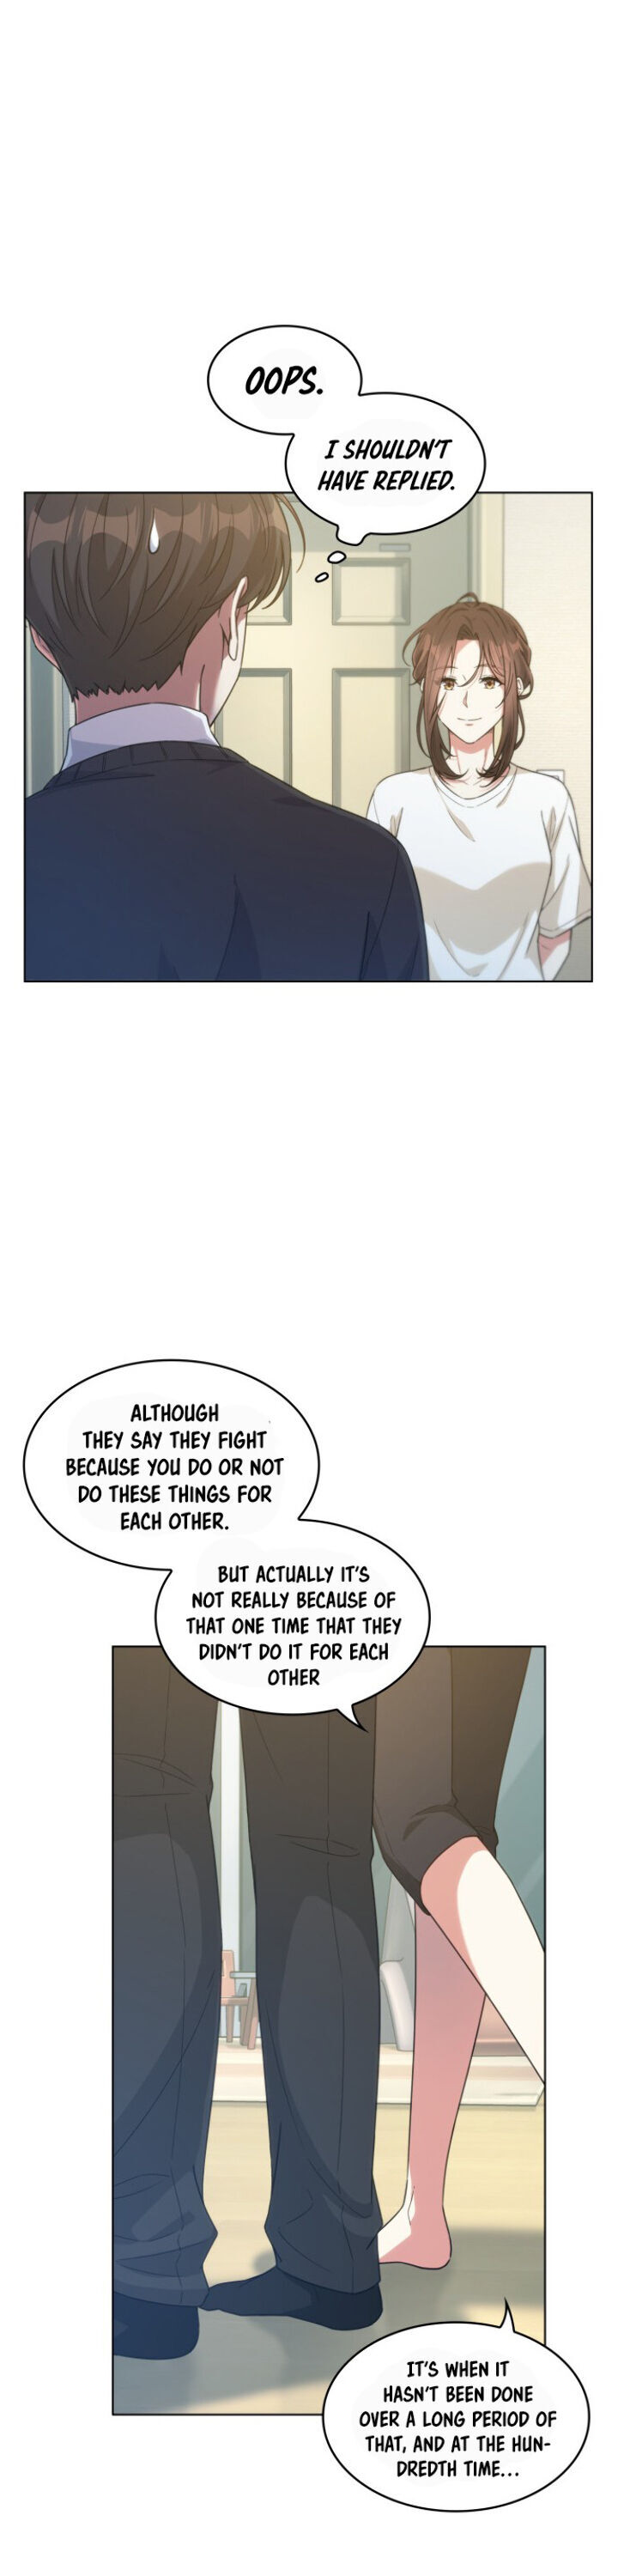 OOPS.
I SHOULDN'T
HAVE REPLIED.
ALTHOUGH
THEY SAY THEY FIGHT
BECAUSE YOU DO OR NOT
DO THESE THINGS FOR
EACH OTHER.
BUT ACTUALLY IT'S
NOT REALLY BECAUSE OF
THAT ONE TIME THAT THEY
DIDN'T DO IT FOR EACH
OTHER
IT'S WHEN IT
HASN'T BEEN DONE
OVER A LONG PERIOD OF
THAT, AND AT THE HUN-
DREDTH TIME...